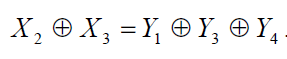 X₂ ⊕ X₃ = Y₁ ⊕ Y₃ ⊕ Y₄.